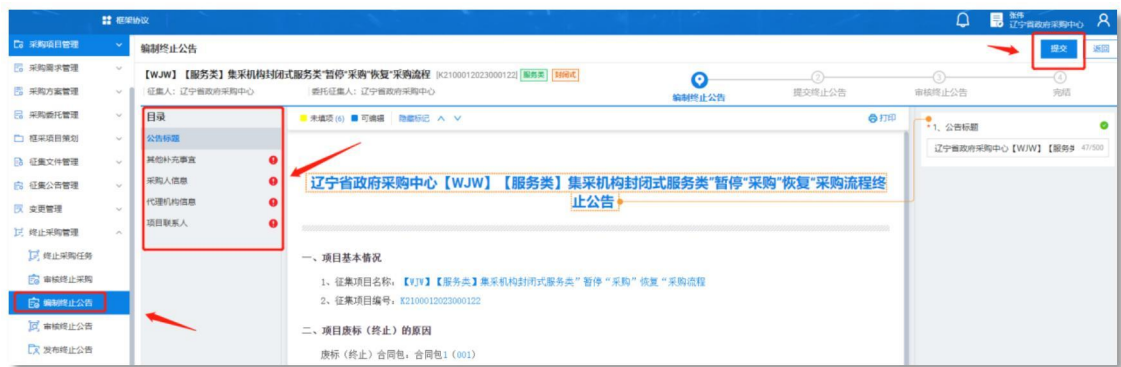 框架协议
张伟
辽宁省政府采购中心
采购项目管理
采购需求管理
采购方案管理
采购委托管理
框采项目策划
征集文件管理
征集公告管理
变更管理
终止采购管理
终止采购任务
审核终止采购
编制终止公告
审核终止公告
发布终止公告
编制终止公告
提交
返回
【WJW】【服务类】集采机构封闭式服务类"暂停"采购"恢复"采购流程 [K2100012023000122] 服务类 封闭式
征集人：辽宁省政府采购中心 委托征集人：辽宁省政府采购中心
编制终止公告
2
提交终止公告
3
审核终止公告
4
完结
目录
公告标题
其他补充事宜
采购人信息
代理机构信息
项目联系人
未填项 (6) 可编辑 隐藏标记
打印
辽宁省政府采购中心【WJW】【服务类】集采机构封闭式服务类"暂停"采购"恢复"采购流程终
止公告
一、项目基本情况
1、征集项目名称：【WJW】【服务类】集采机构封闭式服务类"暂停"采购"恢复"采购流程
2、征集项目编号：K2100012023000122
二、项目废标（终止）的原因
废标（终止）合同包：合同包1（001）
* 1、公告标题
辽宁省政府采购中心【WJW】【服务 47/500